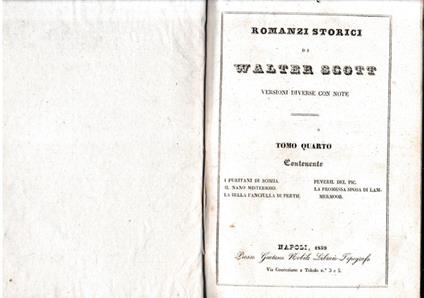 ROMANZI STORICI
DI
WALTER SCOTT
VERSIONI DIVERSE CON NOTE
TOMO QUARTO
Contenente
I PURITANI DI SCOZIA.
IL NANO MISTERIOSO.
LA BELLA FANCIULLA DI PERTH.
PEVERIL DEL PIC.
LA PROMESSA SPOSA DI LAM-
MERMOOR.
NAPOLI, 1839
Presso Gaetano Nobile Libraio-Tipografo
Via Concezione a Toledo n.° 3 e 5.